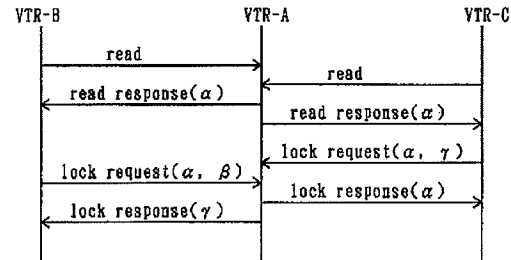 VTR-B VTR-A VTR-C
read
read
read response(α)
read response(α)
lock request(α, γ)
lock request(α, β)
lock response(α)
lock response(γ)